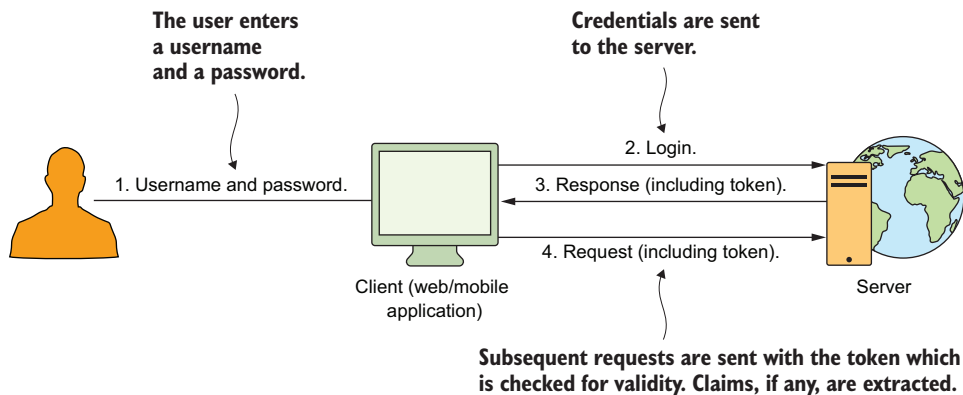 The user enters
a username
and a password.
Credentials are sent
to the server.
1. Username and password.
2. Login.
3. Response (including token).
4. Request (including token).
Client (web/mobile
application)
Server
Subsequent requests are sent with the token which
is checked for validity. Claims, if any, are extracted.